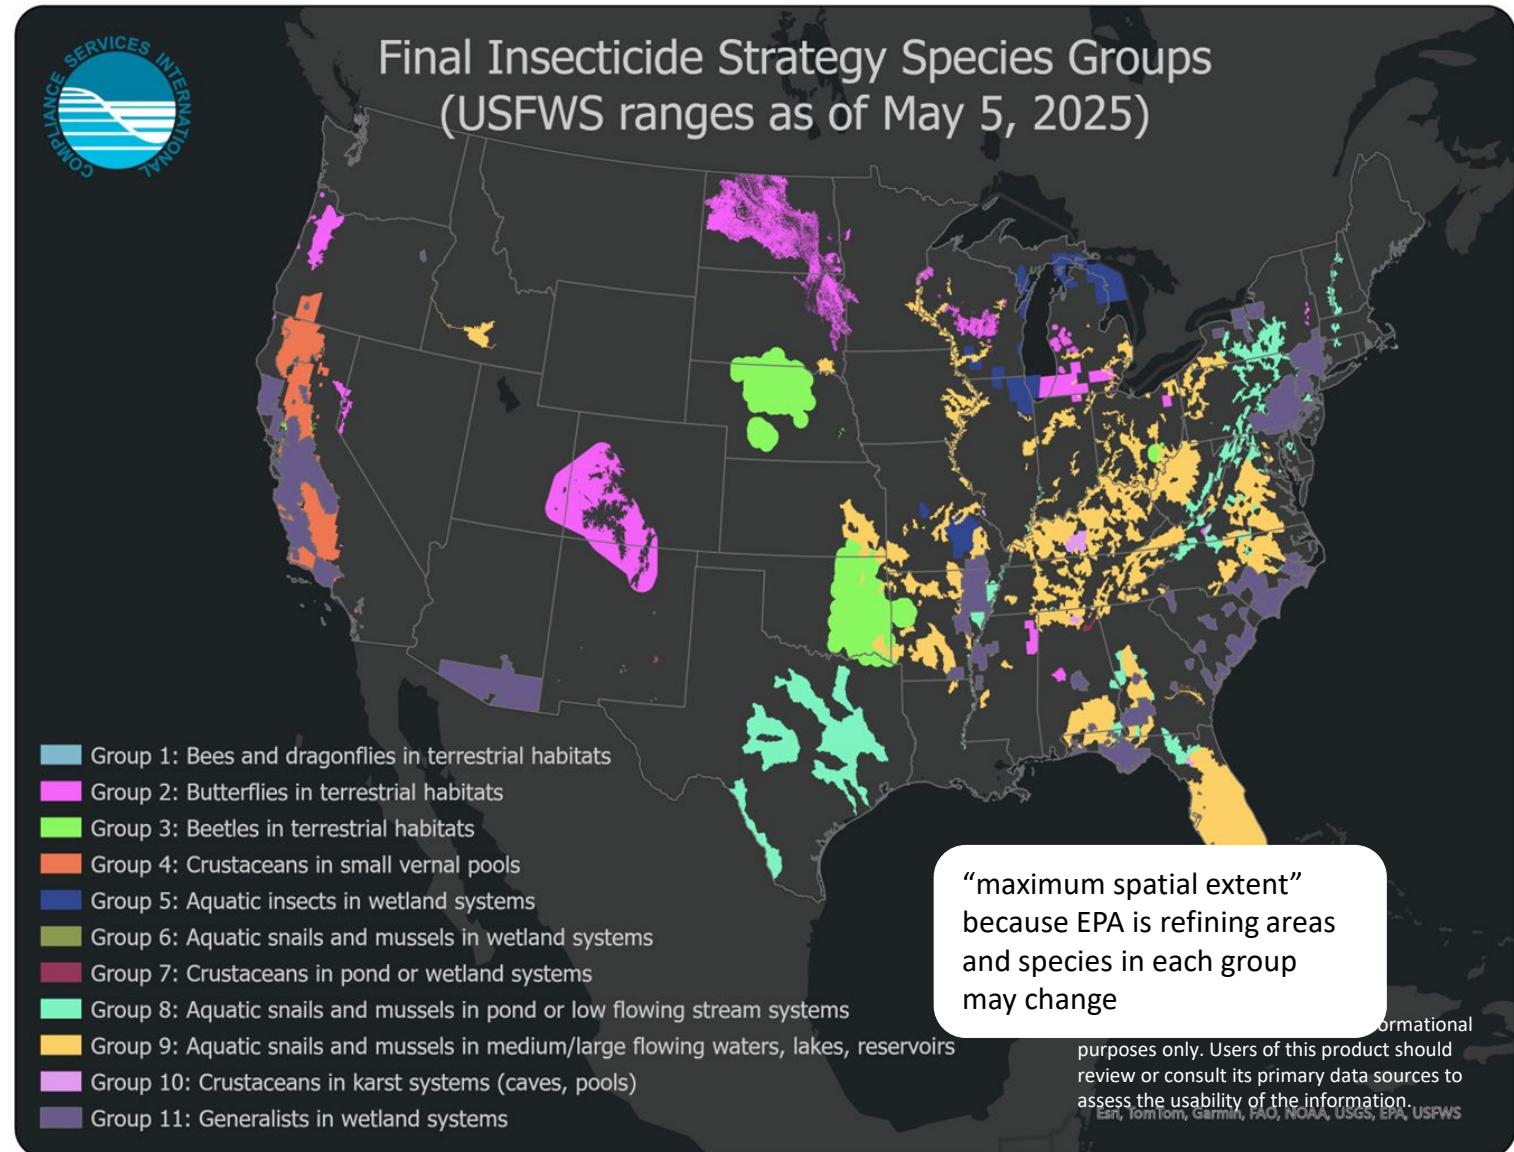 COMPLIANCE SERVICES INTERNATIONAL
Final Insecticide Strategy Species Groups
(USFWS ranges as of May 5, 2025)
Group 1: Bees and dragonflies in terrestrial habitats
Group 2: Butterflies in terrestrial habitats
Group 3: Beetles in terrestrial habitats
Group 4: Crustaceans in small vernal pools
Group 5: Aquatic insects in wetland systems
Group 6: Aquatic snails and mussels in wetland systems
Group 7: Crustaceans in pond or wetland systems
Group 8: Aquatic snails and mussels in pond or low flowing stream systems
Group 9: Aquatic snails and mussels in medium/large flowing waters, lakes, reservoirs
Group 10: Crustaceans in karst systems (caves, pools)
Group 11: Generalists in wetland systems
“maximum spatial extent”
because EPA is refining areas
and species in each group
may change
ormational
purposes only. Users of this product should
review or consult its primary data sources to
assess the usability of the information.
Esri, TomTom, Garmin, FAO, NOAA, USGS, EPA, USFWS